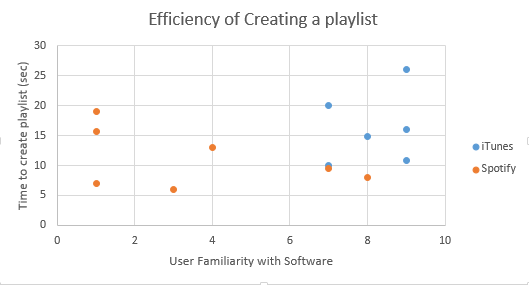 Efficiency of Creating a playlist
Time to create playlist (sec)
30
25
20
15
10
5
0
0 2 4 6 8 10
User Familiarity with Software
iTunes
Spotify